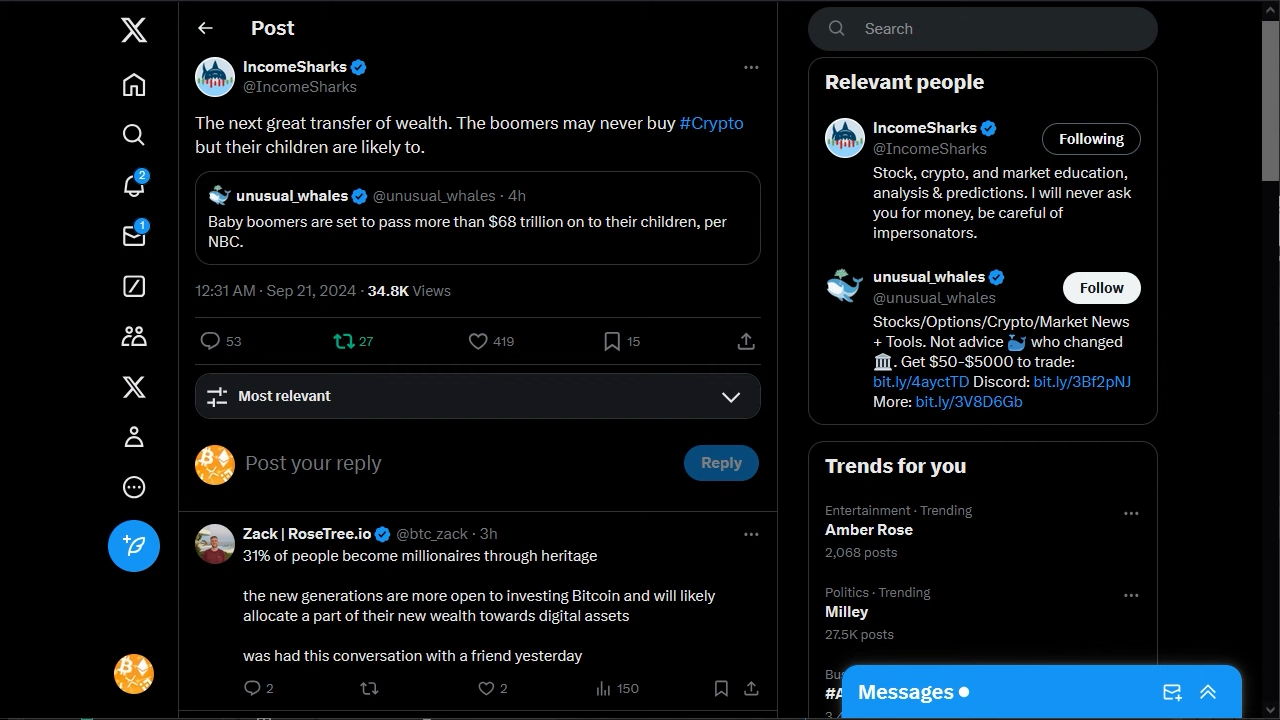 Post
IncomeSharks
@IncomeSharks
The next great transfer of wealth. The boomers may never buy #Crypto
but their children are likely to.
unusual_whales @unusual_whales · 4h
Baby boomers are set to pass more than $68 trillion on to their children, per
NBC.
12:31 AM · Sep 21, 2024 · 34.8K Views
53 27 419 15
Most relevant
Post your reply
Reply
Zack | RoseTree.io @btc_zack · 3h
31% of people become millionaires through heritage
the new generations are more open to investing Bitcoin and will likely
allocate a part of their new wealth towards digital assets
was had this conversation with a friend yesterday
2 2 150
2
1
Search
Relevant people
IncomeSharks
@IncomeSharks
Following
Stock, crypto, and market education,
analysis & predictions. I will never ask
you for money, be careful of
impersonators.
unusual_whales
@unusual_whales
Follow
Stocks/Options/Crypto/Market News
+ Tools. Not advice 🐳 who changed
🏛. Get $50-$5000 to trade:
bit.ly/4ayctTD Discord: bit.ly/3Bf2pNJ
More: bit.ly/3V8D6Gb
Trends for you
Entertainment · Trending
Amber Rose
2,068 posts
Politics · Trending
Milley
27.5K posts
Messages